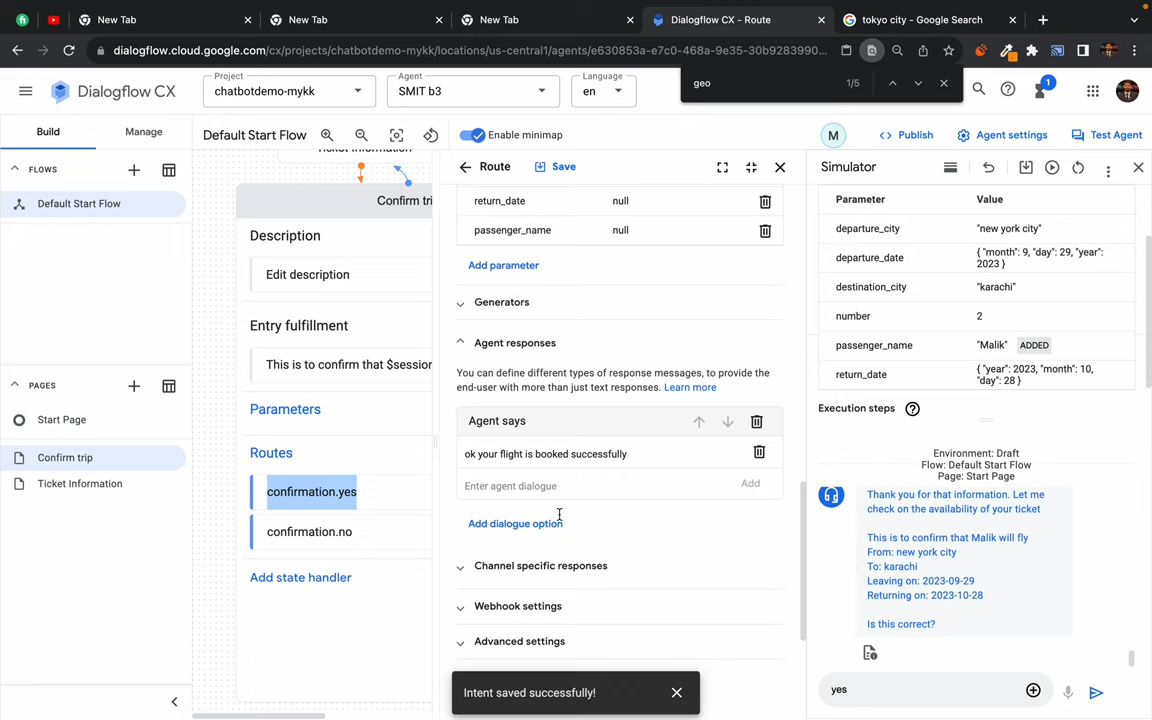 New Tab
New Tab
New Tab
Dialogflow CX - Route
tokyo city - Google Search
dialogflow.cloud.google.com/cx/projects/chatbotdemo-mykk/locations/us-central1/agents/e630853a-e7c0-468a-9e35-30b9283990...
geo
1/5
Dialogflow CX
Project
chatbotdemo-mykk
Agent
SMIT b3
Language
en
1
Build
Manage
Default Start Flow
Enable minimap
M
Publish
Agent settings
Test Agent
FLOWS
Default Start Flow
PAGES
Start Page
Confirm trip
Ticket Information
Ticket Information
Confirm tri
Description
Edit description
Entry fulfillment
This is to confirm that $session
Parameters
Routes
confirmation.yes
confirmation.no
Add state handler
Route
Save
return_date null
passenger_name null
Add parameter
Generators
Agent responses
You can define different types of response messages, to provide the
end-user with more than just text responses. Learn more
Agent says
ok your flight is booked successfully
Enter agent dialogue
Add
Add dialogue option
Channel specific responses
Webhook settings
Advanced settings
Intent saved successfully!
Simulator
Parameter Value
departure_city "new york city"
departure_date { "month": 9, "day": 29, "year":
2023 }
destination_city "karachi"
number 2
passenger_name "Malik" ADDED
return_date { "year": 2023, "month": 10,
"day": 28 }
Execution steps
Environment: Draft
Flow: Default Start Flow
Page: Start Page
Thank you for that information. Let me
check on the availability of your ticket
This is to confirm that Malik will fly
From: new york city
To: karachi
Leaving on: 2023-09-29
Returning on: 2023-10-28
Is this correct?
yes